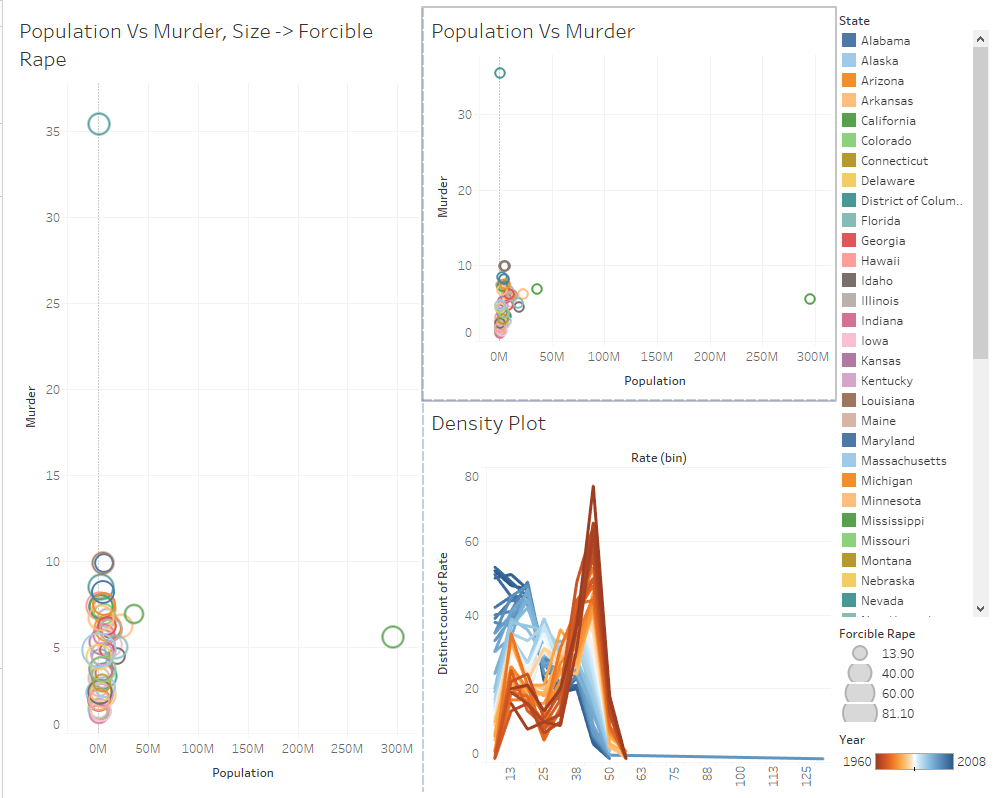 Population Vs Murder, Size -> Forcible
Rape
35
30
25
20
15
10
5
0
Murder
0M 50M 100M 150M 200M 250M 300M
Population
Population Vs Murder
30
20
10
0
Murder
0M 50M 100M 150M 200M 250M 300M
Population
Density Plot
Rate (bin)
80
60
40
20
0
Distinct count of Rate
13 25 38 50 63 75 88 100 113 125
State
Alabama
Alaska
Arizona
Arkansas
California
Colorado
Connecticut
Delaware
District of Colum..
Florida
Georgia
Hawaii
Idaho
Illinois
Indiana
Iowa
Kansas
Kentucky
Louisiana
Maine
Maryland
Massachusetts
Michigan
Minnesota
Mississippi
Missouri
Montana
Nebraska
Nevada
Forcible Rape
13.90
40.00
60.00
81.10
Year
1960 2008